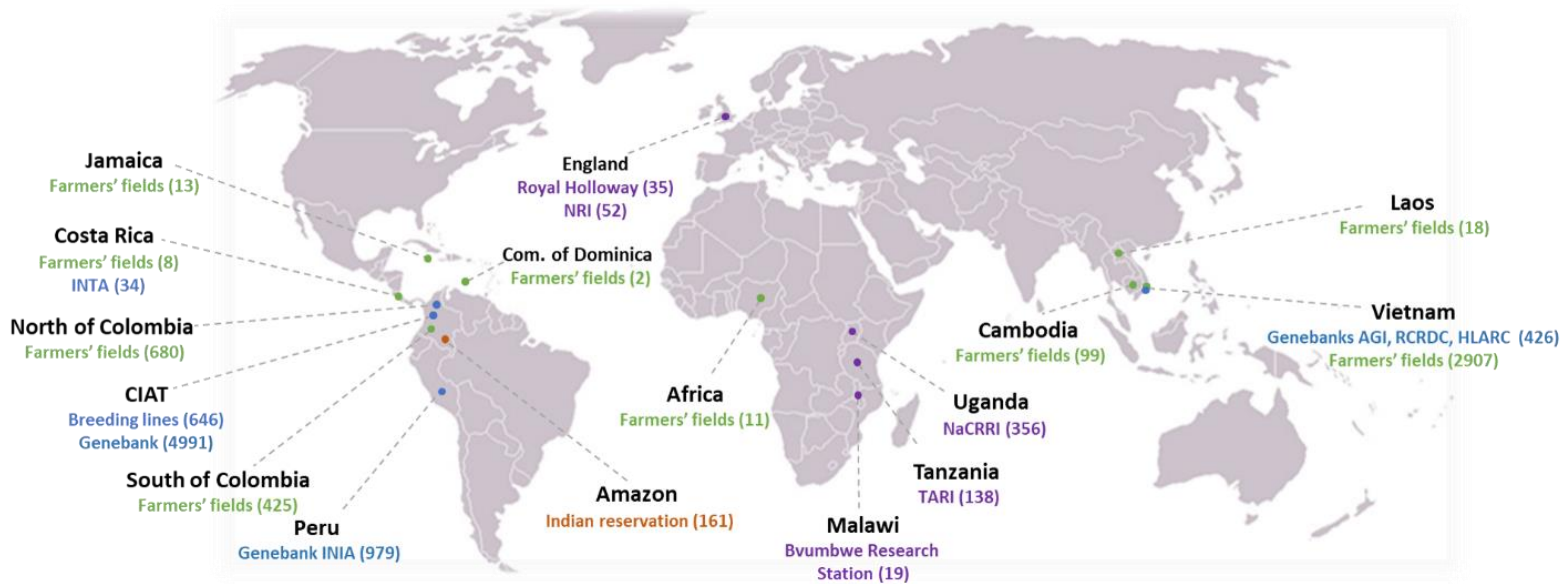 Jamaica
Farmers’ fields (13)
Costa Rica
Farmers’ fields (8)
INTA (34)
North of Colombia
Farmers’ fields (680)
CIAT
Breeding lines (646)
Genebank (4991)
South of Colombia
Farmers’ fields (425)
Peru
Genebank INIA (979)
England
Royal Holloway (35)
NRI (52)
Com. of Dominica
Farmers’ fields (2)
Amazon
Indian reservation (161)
Africa
Farmers’ fields (11)
Malawi
Bvumbwe Research
Station (19)
Tanzania
TARI (138)
Uganda
NaCRRI (356)
Cambodia
Farmers’ fields (99)
Laos
Farmers’ fields (18)
Vietnam
Genebanks AGI, RCRDC, HLARC (426)
Farmers’ fields (2907)